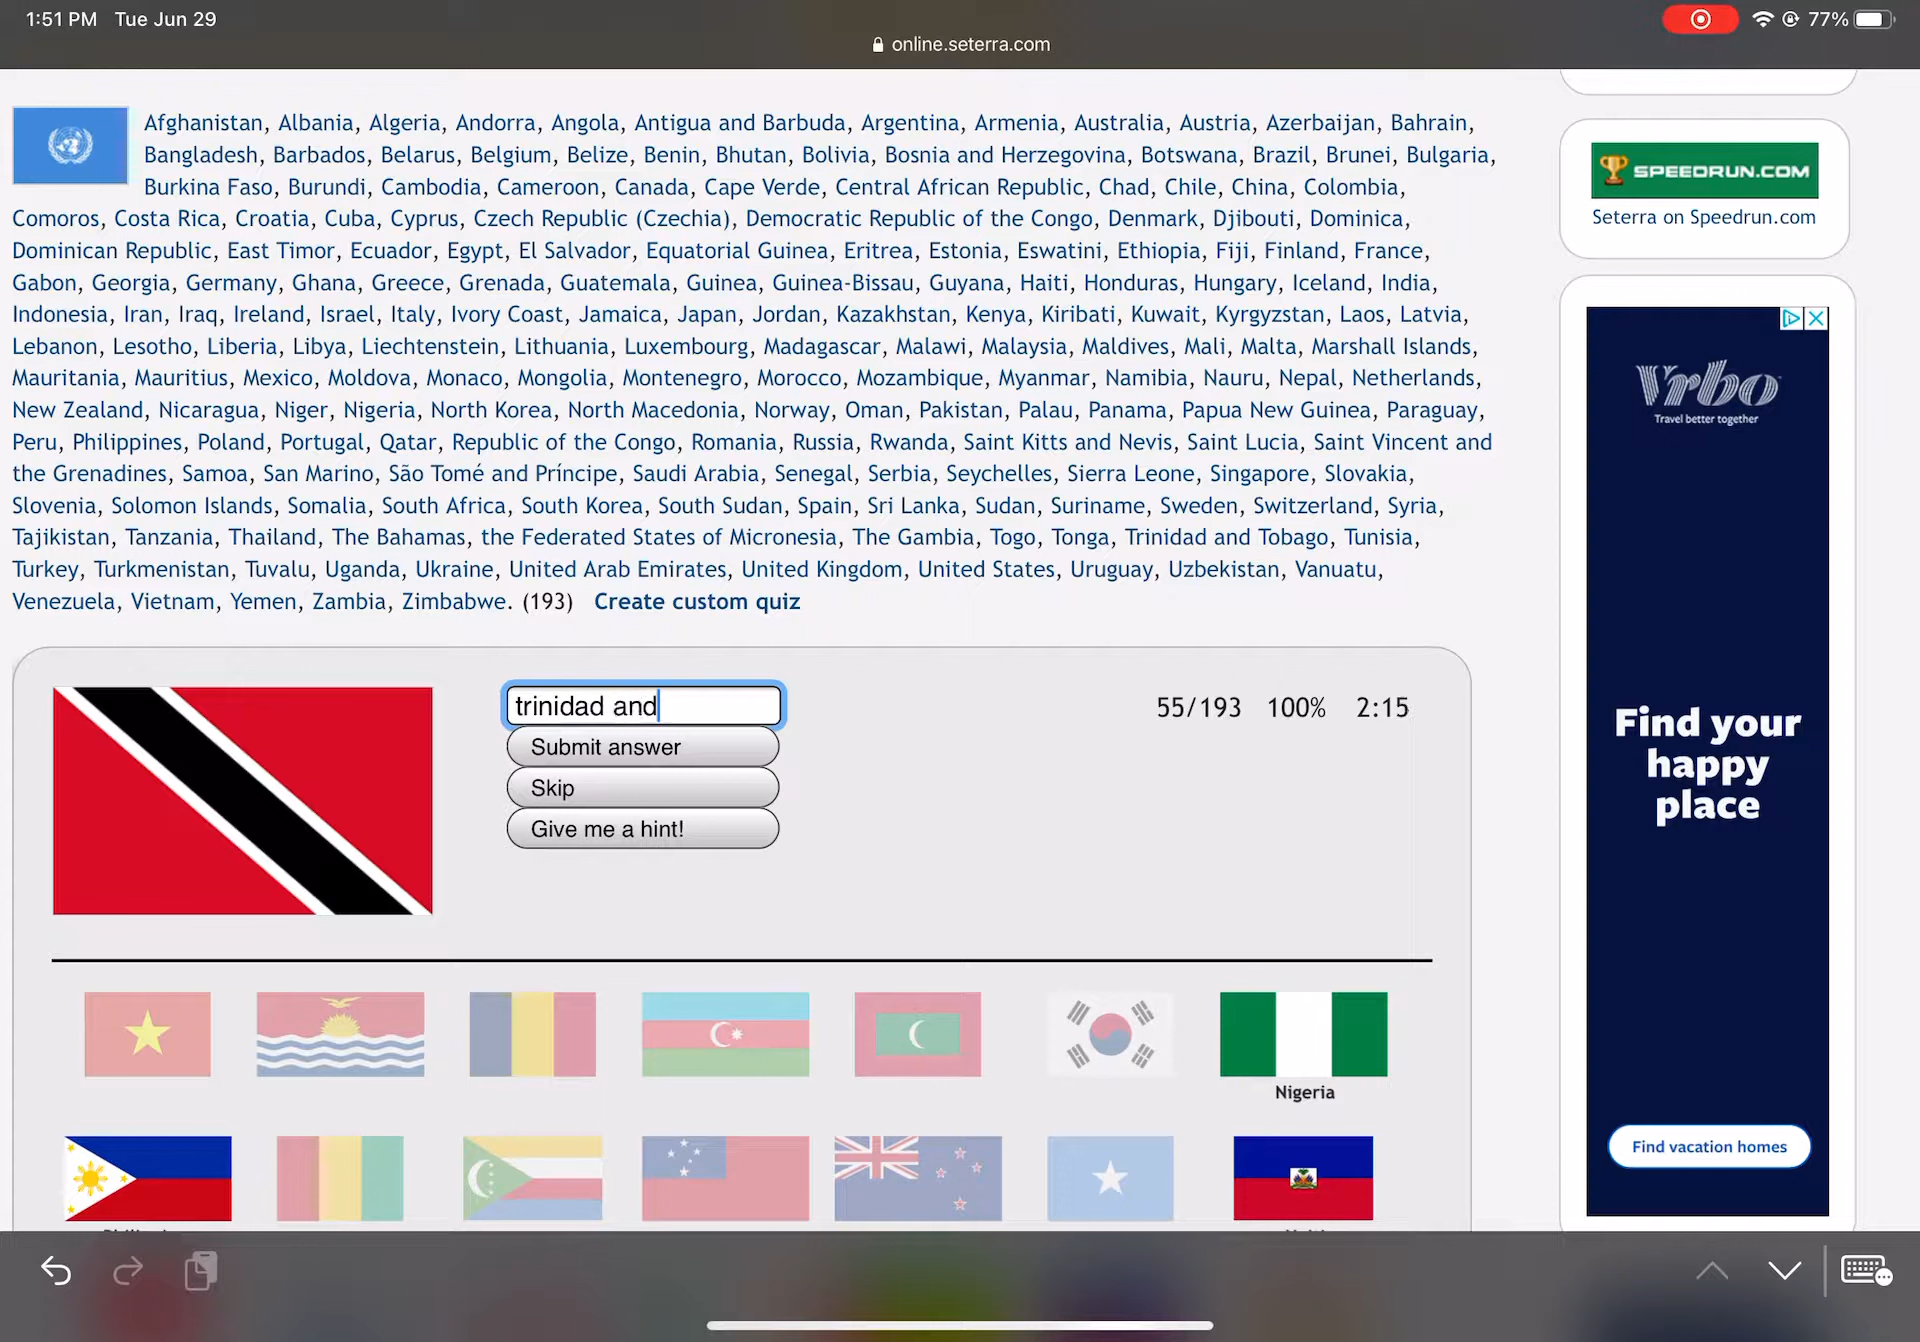 1:51 PM Tue Jun 29
77%
online.seterra.com
Afghanistan, Albania, Algeria, Andorra, Angola, Antigua and Barbuda, Argentina, Armenia, Australia, Austria, Azerbaijan, Bahrain,
Bangladesh, Barbados, Belarus, Belgium, Belize, Benin, Bhutan, Bolivia, Bosnia and Herzegovina, Botswana, Brazil, Brunei, Bulgaria,
Burkina Faso, Burundi, Cambodia, Cameroon, Canada, Cape Verde, Central African Republic, Chad, Chile, China, Colombia,
Comoros, Costa Rica, Croatia, Cuba, Cyprus, Czech Republic (Czechia), Democratic Republic of the Congo, Denmark, Djibouti, Dominica,
Dominican Republic, East Timor, Ecuador, Egypt, El Salvador, Equatorial Guinea, Eritrea, Estonia, Eswatini, Ethiopia, Fiji, Finland, France,
Gabon, Georgia, Germany, Ghana, Greece, Grenada, Guatemala, Guinea, Guinea-Bissau, Guyana, Haiti, Honduras, Hungary, Iceland, India,
Indonesia, Iran, Iraq, Ireland, Israel, Italy, Ivory Coast, Jamaica, Japan, Jordan, Kazakhstan, Kenya, Kiribati, Kuwait, Kyrgyzstan, Laos, Latvia,
Lebanon, Lesotho, Liberia, Libya, Liechtenstein, Lithuania, Luxembourg, Madagascar, Malawi, Malaysia, Maldives, Mali, Malta, Marshall Islands,
Mauritania, Mauritius, Mexico, Moldova, Monaco, Mongolia, Montenegro, Morocco, Mozambique, Myanmar, Namibia, Nauru, Nepal, Netherlands,
New Zealand, Nicaragua, Niger, Nigeria, North Korea, North Macedonia, Norway, Oman, Pakistan, Palau, Panama, Papua New Guinea, Paraguay,
Peru, Philippines, Poland, Portugal, Qatar, Republic of the Congo, Romania, Russia, Rwanda, Saint Kitts and Nevis, Saint Lucia, Saint Vincent and
the Grenadines, Samoa, San Marino, São Tomé and Príncipe, Saudi Arabia, Senegal, Serbia, Seychelles, Sierra Leone, Singapore, Slovakia,
Slovenia, Solomon Islands, Somalia, South Africa, South Korea, South Sudan, Spain, Sri Lanka, Sudan, Suriname, Sweden, Switzerland, Syria,
Tajikistan, Tanzania, Thailand, The Bahamas, the Federated States of Micronesia, The Gambia, Togo, Tonga, Trinidad and Tobago, Tunisia,
Turkey, Turkmenistan, Tuvalu, Uganda, Ukraine, United Arab Emirates, United Kingdom, United States, Uruguay, Uzbekistan, Vanuatu,
Venezuela, Vietnam, Yemen, Zambia, Zimbabwe. (193) Create custom quiz
trinidad and
55/193 100% 2:15
Submit answer
Skip
Give me a hint!
Nigeria
SPEEDRUN.COM
Seterra on Speedrun.com
Vrbo
Travel better together
Find your
happy
place
Find vacation homes